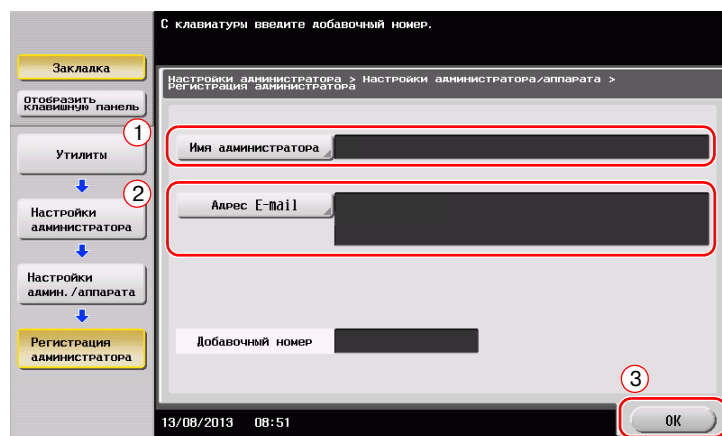 С клавиатуры введите добавочный номер.
Закладка
Отобразить
клавишную панель
Настройки администратора > Настройки администратора/аппарата >
Регистрация администратора
1
Имя администратора
Утилиты
2
Адрес E-mail
Настройки
администратора
Настройки
админ./аппарата
Регистрация
администратора
Добавочный номер
3
13/08/2013 08:51
OK